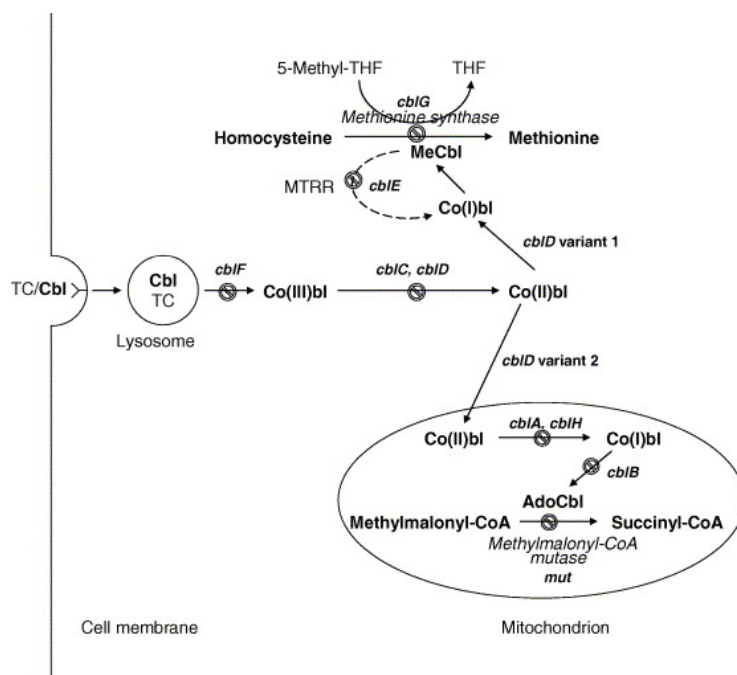 5-Methyl-THF THF
cblG
Methionine synthase
Homocysteine Methionine
MeCbl
MTRR cblE
Co(I)bl
cblD variant 1
TC/Cbl Cbl cblF Co(III)bl cblC, cblD Co(II)bl
TC
Lysosome
cblD variant 2
cblA, cblH
Co(II)bl Co(I)bl
cblB
AdoCbl
Methylmalonyl-CoA Succinyl-CoA
Methylmalonyl-CoA
mutase
mut
Cell membrane Mitochondrion